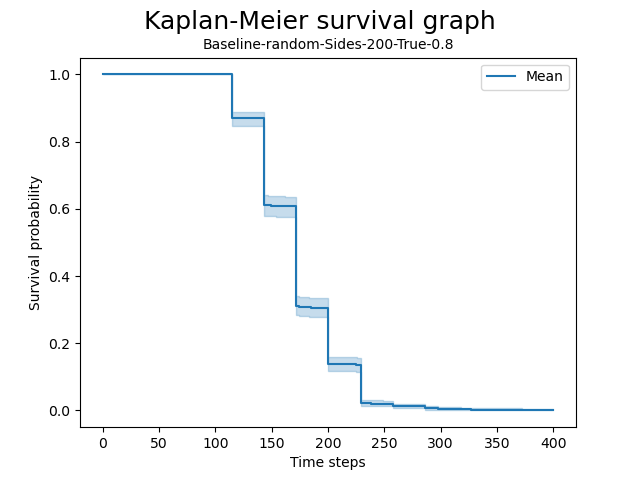 Kaplan-Meier survival graph
Baseline-random-Sides-200-True-0.8
Mean
1.0
0.8
0.6
0.4
0.2
0.0
Survival probability
0 50 100 150 200 250 300 350 400
Time steps